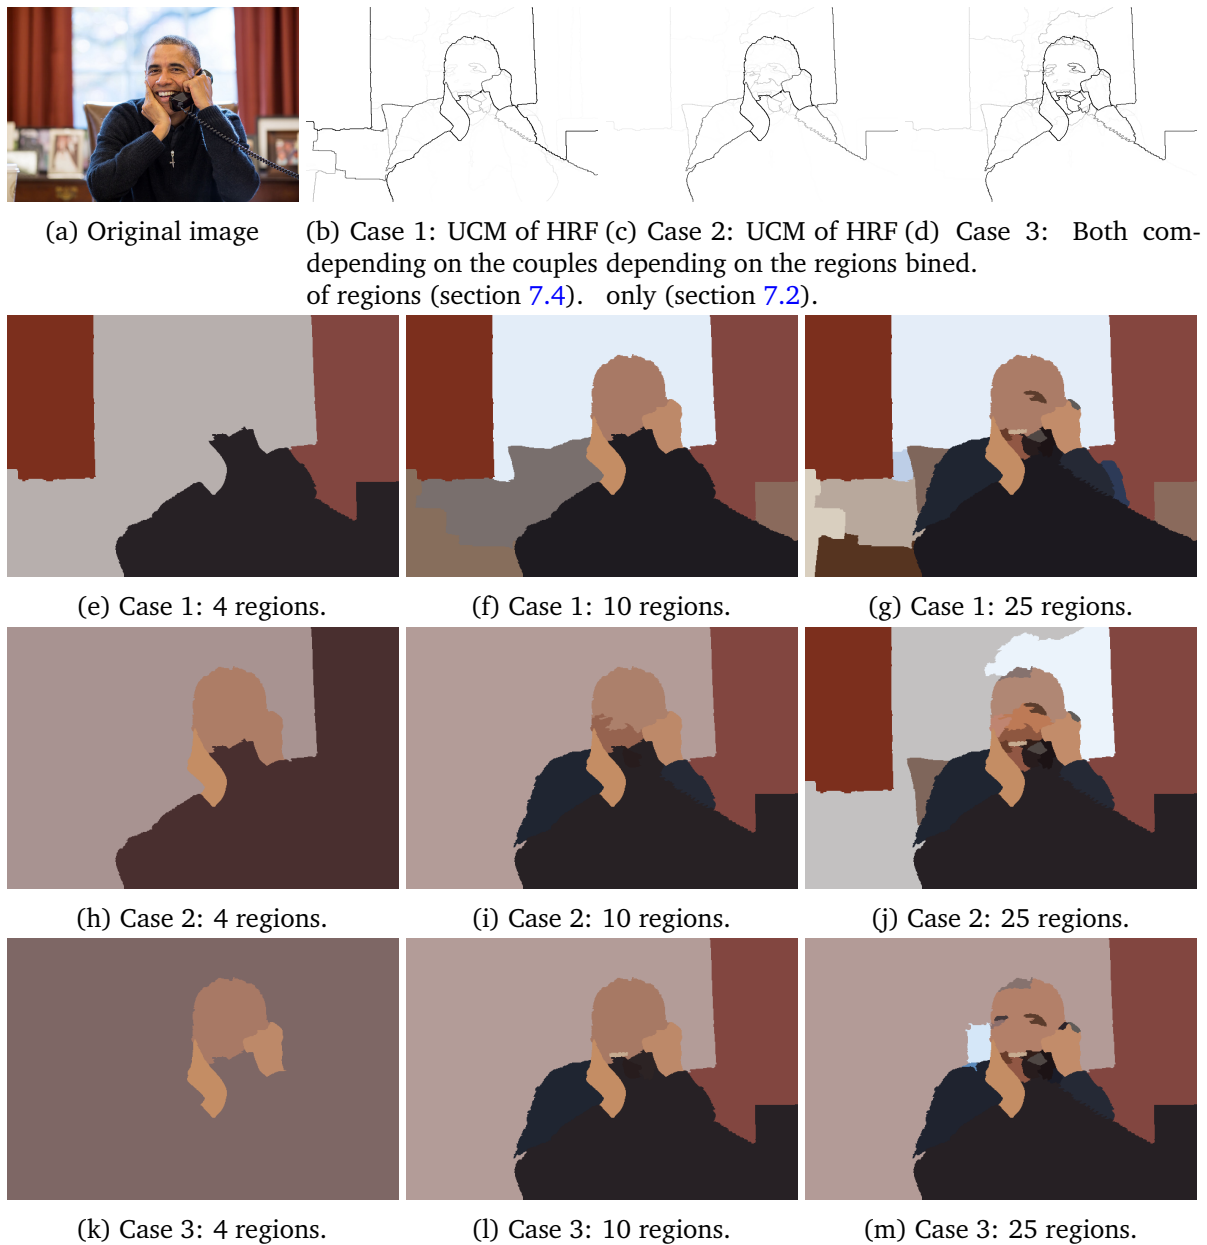 (a) Original image
(b) Case 1: UCM of HRF
depending on the couples
of regions (section 7.4).
(c) Case 2: UCM of HRF
depending on the regions
only (section 7.2).
(d) Case 3: Both com-
bined.
(e) Case 1: 4 regions.
(f) Case 1: 10 regions.
(g) Case 1: 25 regions.
(h) Case 2: 4 regions.
(i) Case 2: 10 regions.
(j) Case 2: 25 regions.
(k) Case 3: 4 regions.
(l) Case 3: 10 regions.
(m) Case 3: 25 regions.